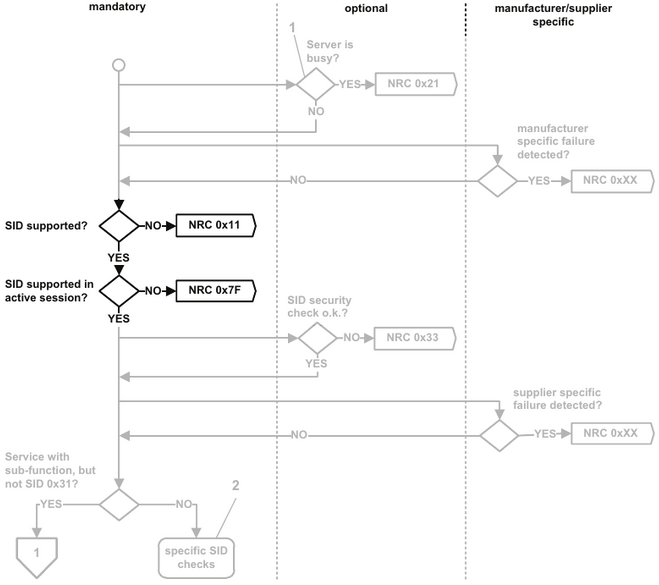 mandatory
optional
manufacturer/supplier
specific
1
Server is
busy?
YES
NRC 0x21
NO
manufacturer
specific failure
detected?
NO
YES
NRC 0xXX
SID supported?
NO
NRC 0x11
YES
SID supported in
active session?
NO
NRC 0x7F
YES
SID security
check o.k.?
NO
NRC 0x33
YES
supplier specific
failure detected?
NO
YES
NRC 0xXX
Service with
sub-function, but
not SID 0x31?
YES
NO
2
1
specific SID
checks